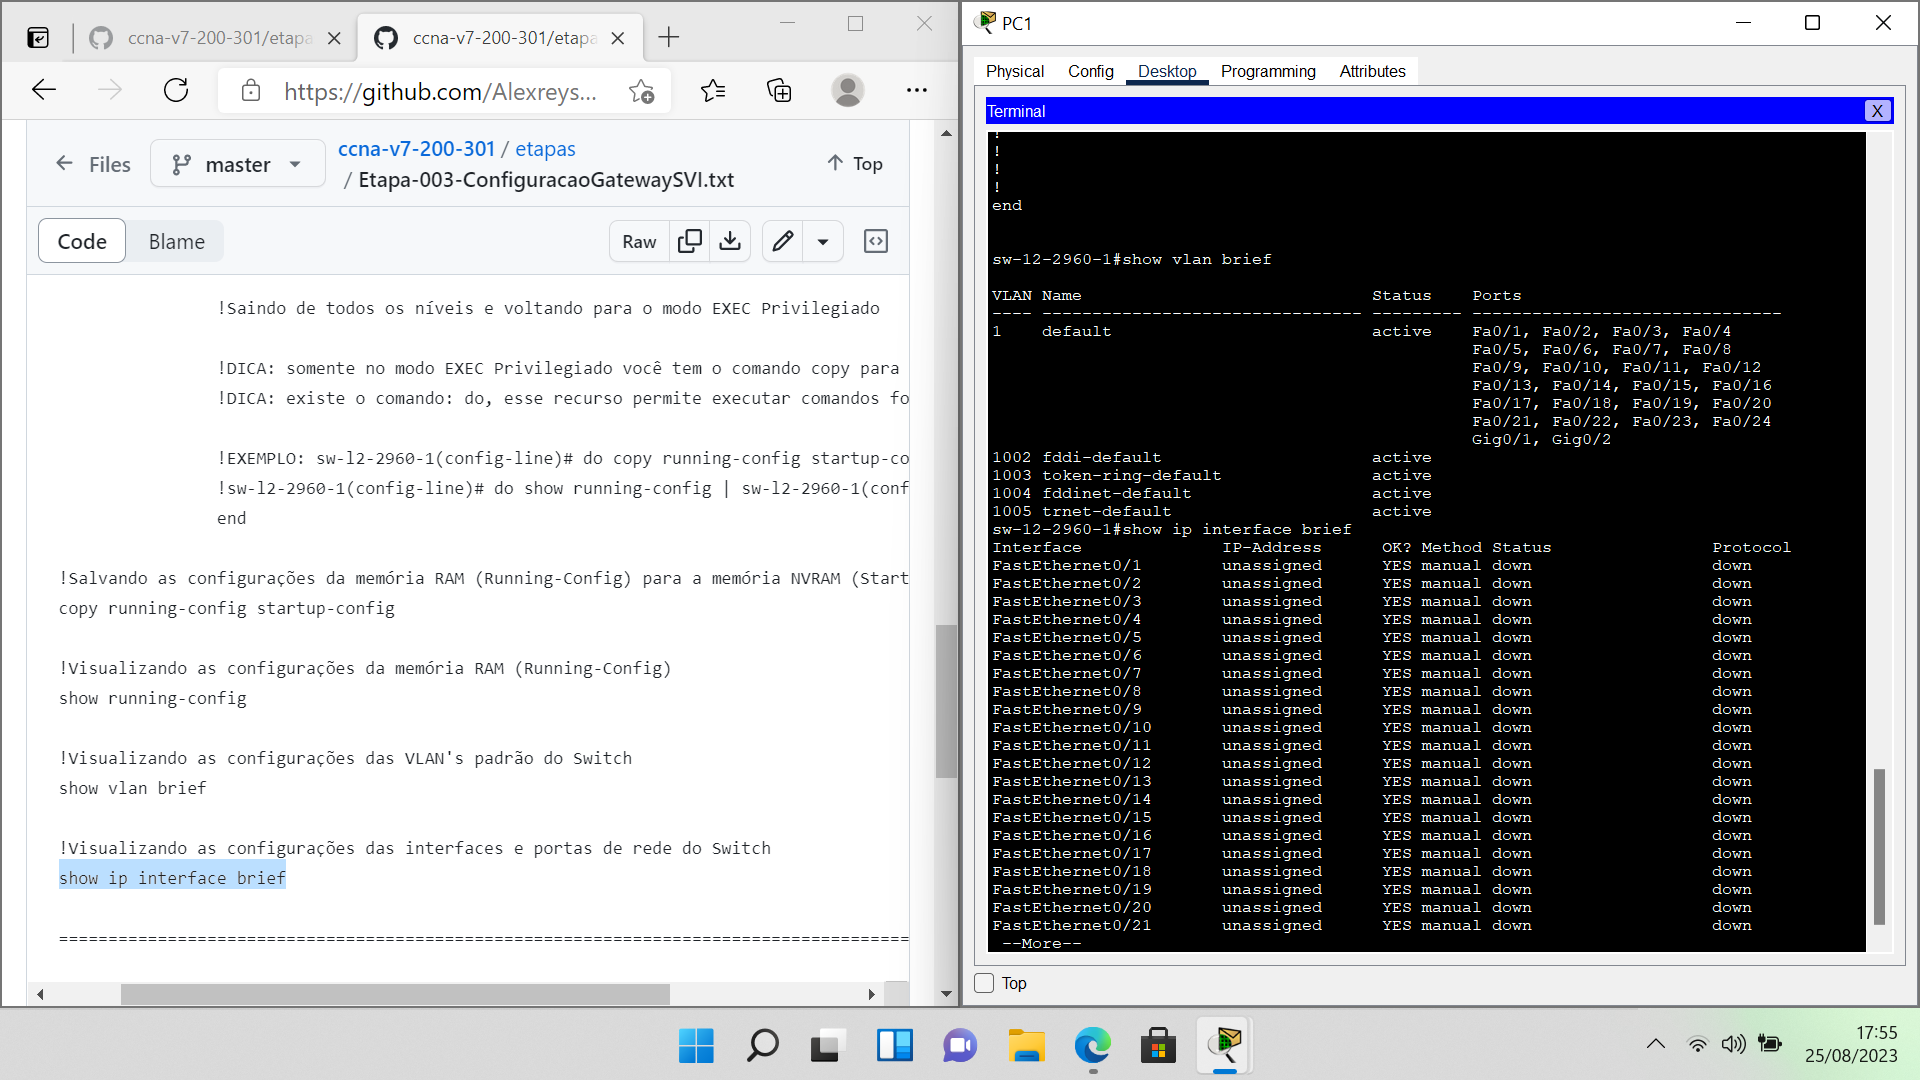 ccna-v7-200-301/etapa
ccna-v7-200-301/etapa
https://github.com/Alexreys...
Files
master
ccna-v7-200-301 / etapas
/ Etapa-003-ConfiguracaoGatewaySVI.txt
Top
Code
Blame
Raw
!Saindo de todos os níveis e voltando para o modo EXEC Privilegiado
!DICA: somente no modo EXEC Privilegiado você tem o comando copy para
!DICA: existe o comando: do, esse recurso permite executar comandos fo
!EXEMPLO: sw-l2-2960-1(config-line)# do copy running-config startup-co
!sw-l2-2960-1(config-line)# do show running-config | sw-l2-2960-1(conf
end
!Salvando as configurações da memória RAM (Running-Config) para a memória NVRAM (Start
copy running-config startup-config
!Visualizando as configurações da memória RAM (Running-Config)
show running-config
!Visualizando as configurações das VLAN's padrão do Switch
show vlan brief
!Visualizando as configurações das interfaces e portas de rede do Switch
show ip interface brief
======================================================================================
PC1
Physical
Config
Desktop
Programming
Attributes
Terminal
X
!
!
!
!
end
sw-12-2960-1#show vlan brief
VLAN Name Status Ports
---- -------------------------------- --------- -------------------------------
1 default active Fa0/1, Fa0/2, Fa0/3, Fa0/4
Fa0/5, Fa0/6, Fa0/7, Fa0/8
Fa0/9, Fa0/10, Fa0/11, Fa0/12
Fa0/13, Fa0/14, Fa0/15, Fa0/16
Fa0/17, Fa0/18, Fa0/19, Fa0/20
Fa0/21, Fa0/22, Fa0/23, Fa0/24
Gig0/1, Gig0/2
1002 fddi-default active
1003 token-ring-default active
1004 fddinet-default active
1005 trnet-default active
sw-12-2960-1#show ip interface brief
Interface IP-Address OK? Method Status Protocol
FastEthernet0/1 unassigned YES manual down down
FastEthernet0/2 unassigned YES manual down down
FastEthernet0/3 unassigned YES manual down down
FastEthernet0/4 unassigned YES manual down down
FastEthernet0/5 unassigned YES manual down down
FastEthernet0/6 unassigned YES manual down down
FastEthernet0/7 unassigned YES manual down down
FastEthernet0/8 unassigned YES manual down down
FastEthernet0/9 unassigned YES manual down down
FastEthernet0/10 unassigned YES manual down down
FastEthernet0/11 unassigned YES manual down down
FastEthernet0/12 unassigned YES manual down down
FastEthernet0/13 unassigned YES manual down down
FastEthernet0/14 unassigned YES manual down down
FastEthernet0/15 unassigned YES manual down down
FastEthernet0/16 unassigned YES manual down down
FastEthernet0/17 unassigned YES manual down down
FastEthernet0/18 unassigned YES manual down down
FastEthernet0/19 unassigned YES manual down down
FastEthernet0/20 unassigned YES manual down down
FastEthernet0/21 unassigned YES manual down down
--More--
Top
17:55
25/08/2023